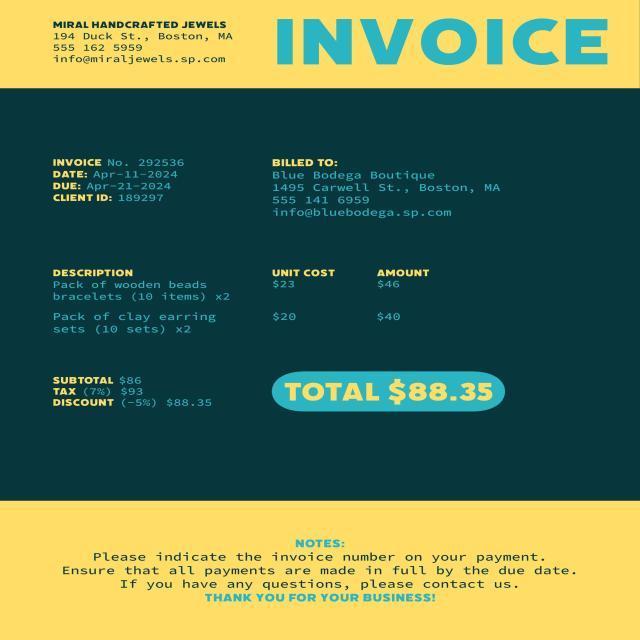 MIRAL HANDCRAFTED JEWELS
194 Duck St., Boston, MA
555 162 5959
info@miraljewels.sp.com
INVOICE
INVOICE No. 292536
DATE: Apr-11-2024
DUE: Apr-21-2024
CLIENT ID: 189297
BILLED TO:
Blue Bodega Boutique
1495 Carwell St., Boston, MA
555 141 6959
info@bluebodega.sp.com
DESCRIPTION UNIT COST AMOUNT
Pack of wooden beads $23 $46
bracelets (10 items) x2
Pack of clay earring $20 $40
sets (10 sets) x2
SUBTOTAL $86
TAX (7%) $93
DISCOUNT (-5%) $88.35
TOTAL $88.35
NOTES:
Please indicate the invoice number on your payment.
Ensure that all payments are made in full by the due date.
If you have any questions, please contact us.
THANK YOU FOR YOUR BUSINESS!